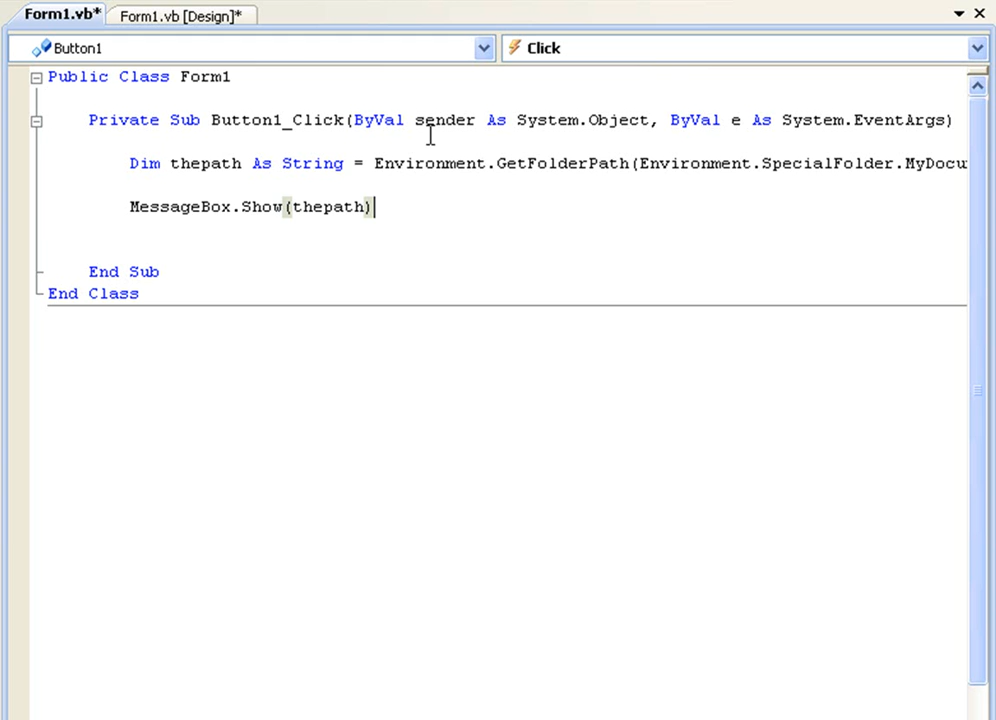 Form1.vb* Form1.vb [Design]*
Button1 Click
Public Class Form1
Private Sub Button1_Click(ByVal sender As System.Object, ByVal e As System.EventArgs)
Dim thepath As String = Environment.GetFolderPath(Environment.SpecialFolder.MyDocu
MessageBox.Show(thepath)
End Sub
End Class